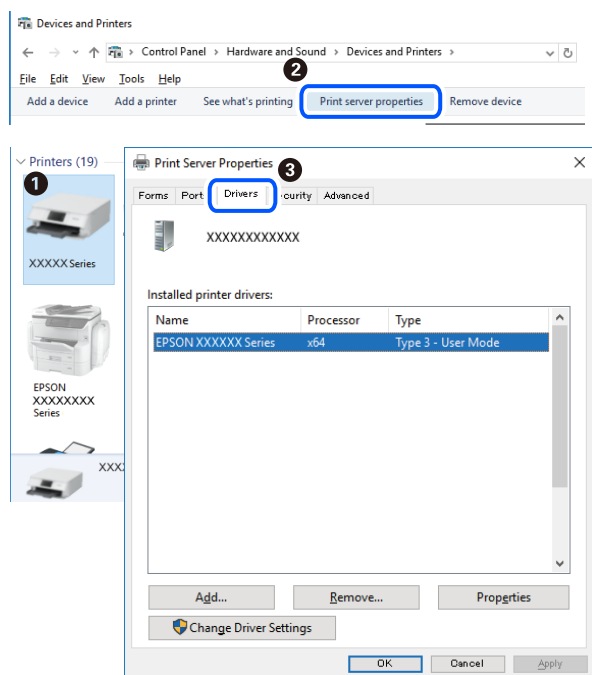 Devices and Printers
Control Panel > Hardware and Sound > Devices and Printers >
2
File Edit View Tools Help
Add a device Add a printer See what's printing Print server properties Remove device
Printers (19)
1
XXXXX Series
EPSON
XXXXXXXX
Series
XXX
Print Server Properties
3
Forms Port Drivers curity Advanced
XXXXXXXXXXXX
Installed printer drivers:
Name Processor Type
EPSON XXXXXX Series x64 Type 3 - User Mode
Add... Remove... Properties
Change Driver Settings
OK Cancel Apply